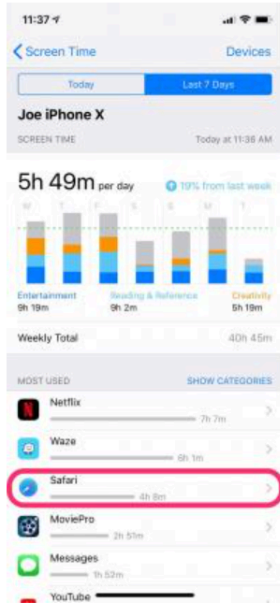 11:37
Screen Time Devices
Today Last 7 Days
Joe iPhone X
SCREEN TIME Today at 11:36 AM
5h 49m per day 19% from last week
W T F S S M T
Entertainment Reading & Reference Creativity
9h 19m 9h 2m 5h 19m
Weekly Total 40h 45m
MOST USED SHOW CATEGORIES
Netflix
7h 7m
Waze
6h 1m
Safari
4h 8m
MoviePro
2h 51m
Messages
1h 52m
YouTube